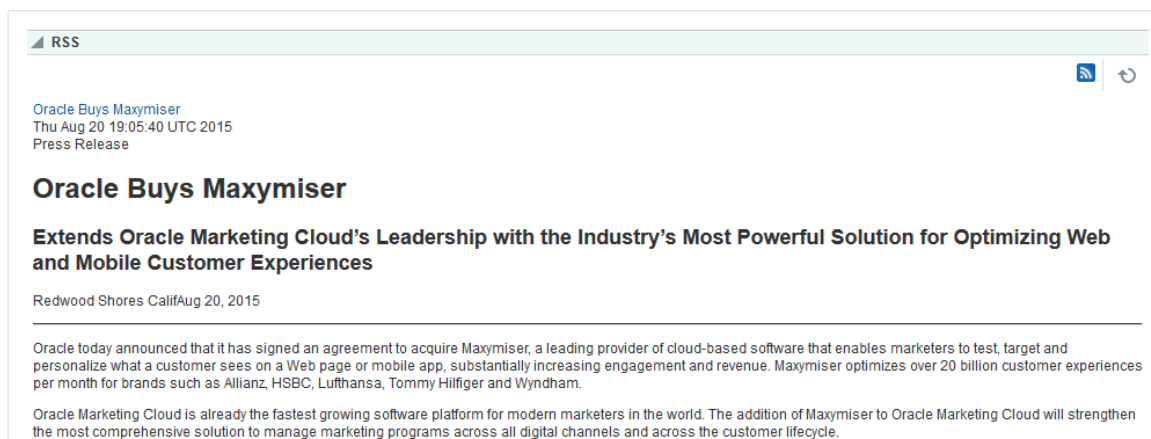 RSS
Oracle Buys Maxymiser
Thu Aug 20 19:05:40 UTC 2015
Press Release
Oracle Buys Maxymiser
Extends Oracle Marketing Cloud’s Leadership with the Industry’s Most Powerful Solution for Optimizing Web
and Mobile Customer Experiences
Redwood Shores CalifAug 20, 2015
Oracle today announced that it has signed an agreement to acquire Maxymiser, a leading provider of cloud-based software that enables marketers to test, target and
personalize what a customer sees on a Web page or mobile app, substantially increasing engagement and revenue. Maxymiser optimizes over 20 billion customer experiences
per month for brands such as Allianz, HSBC, Lufthansa, Tommy Hilfiger and Wyndham.
Oracle Marketing Cloud is already the fastest growing software platform for modern marketers in the world. The addition of Maxymiser to Oracle Marketing Cloud will strengthen
the most comprehensive solution to manage marketing programs across all digital channels and across the customer lifecycle.